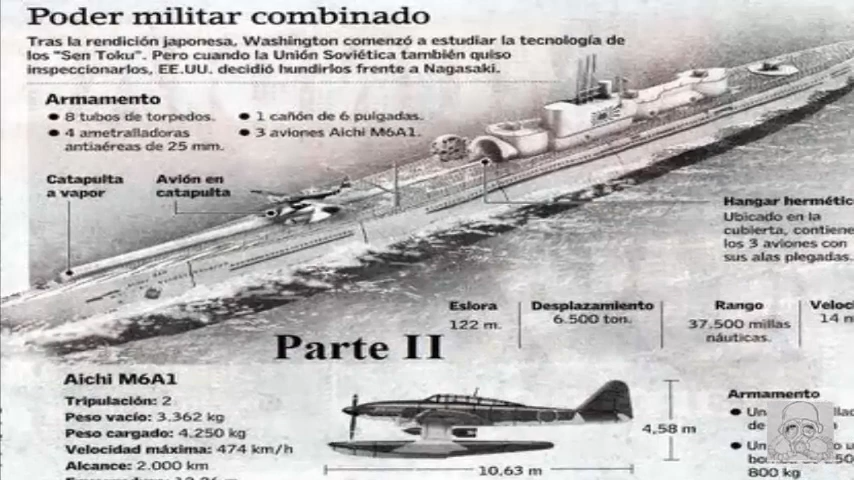 Poder militar combinado
Tras la rendición japonesa, Washington comenzó a estudiar la tecnología de
los "Sen Toku". Pero cuando la Unión Soviética también quiso
inspeccionarlos, EE.UU. decidió hundirlos frente a Nagasaki.
Armamento
● 8 tubos de torpedos.
● 4 ametralladoras
antiaéreas de 25 mm.
● 1 cañón de 6 pulgadas.
● 3 aviones Aichi M6A1.
Catapulta
a vapor
Avión en
catapulta
Hangar hermétic
Ubicado en la
cubierta, contiene
los 3 aviones con
sus alas plegadas.
Eslora
122 m.
Desplazamiento
6.500 ton.
Rango
37.500 millas
náuticas.
Veloc
14 n
Parte II
Aichi M6A1
Tripulación: 2
Peso vacío: 3.362 kg
Peso cargado: 4.250 kg
Velocidad máxima: 474 km/h
Alcance: 2.000 km
4,58 m
10,63 m
Armamento
● Un
de
● Un
800 kg